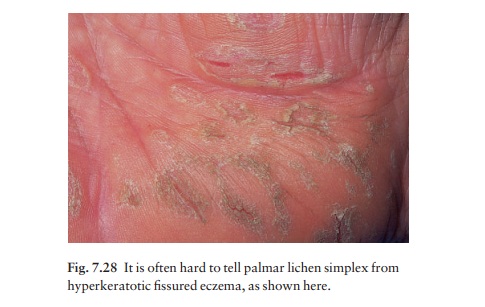 Fig. 7.28 It is often hard to tell palmar lichen simplex from
hyperkeratotic fissured eczema, as shown here.